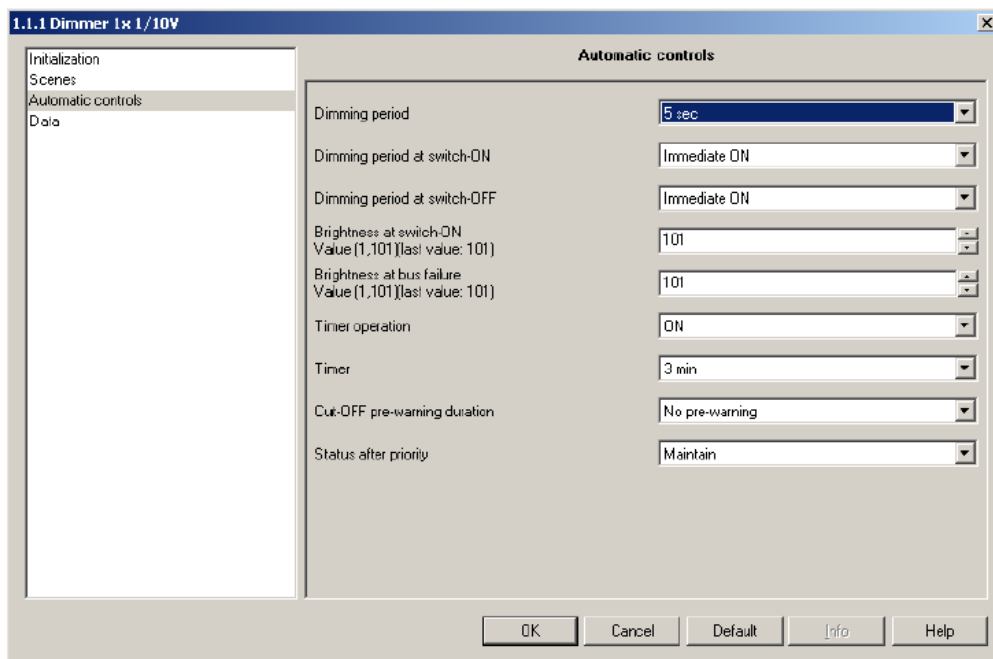 1.1.1 Dimmer 1x 1/10V
Initialization
Scenes
Automatic controls
Data
Automatic controls
Dimming period
5 sec
Dimming period at switch-ON
Immediate ON
Dimming period at switch-OFF
Immediate ON
Brightness at switch-ON
Value (1,101)(last value: 101)
101
Brightness at bus failure
Value (1,101)(last value: 101)
101
Timer operation
ON
Timer
3 min
Cut-OFF pre-warning duration
No pre-warning
Status after priority
Maintain
OK
Cancel
Default
Info
Help